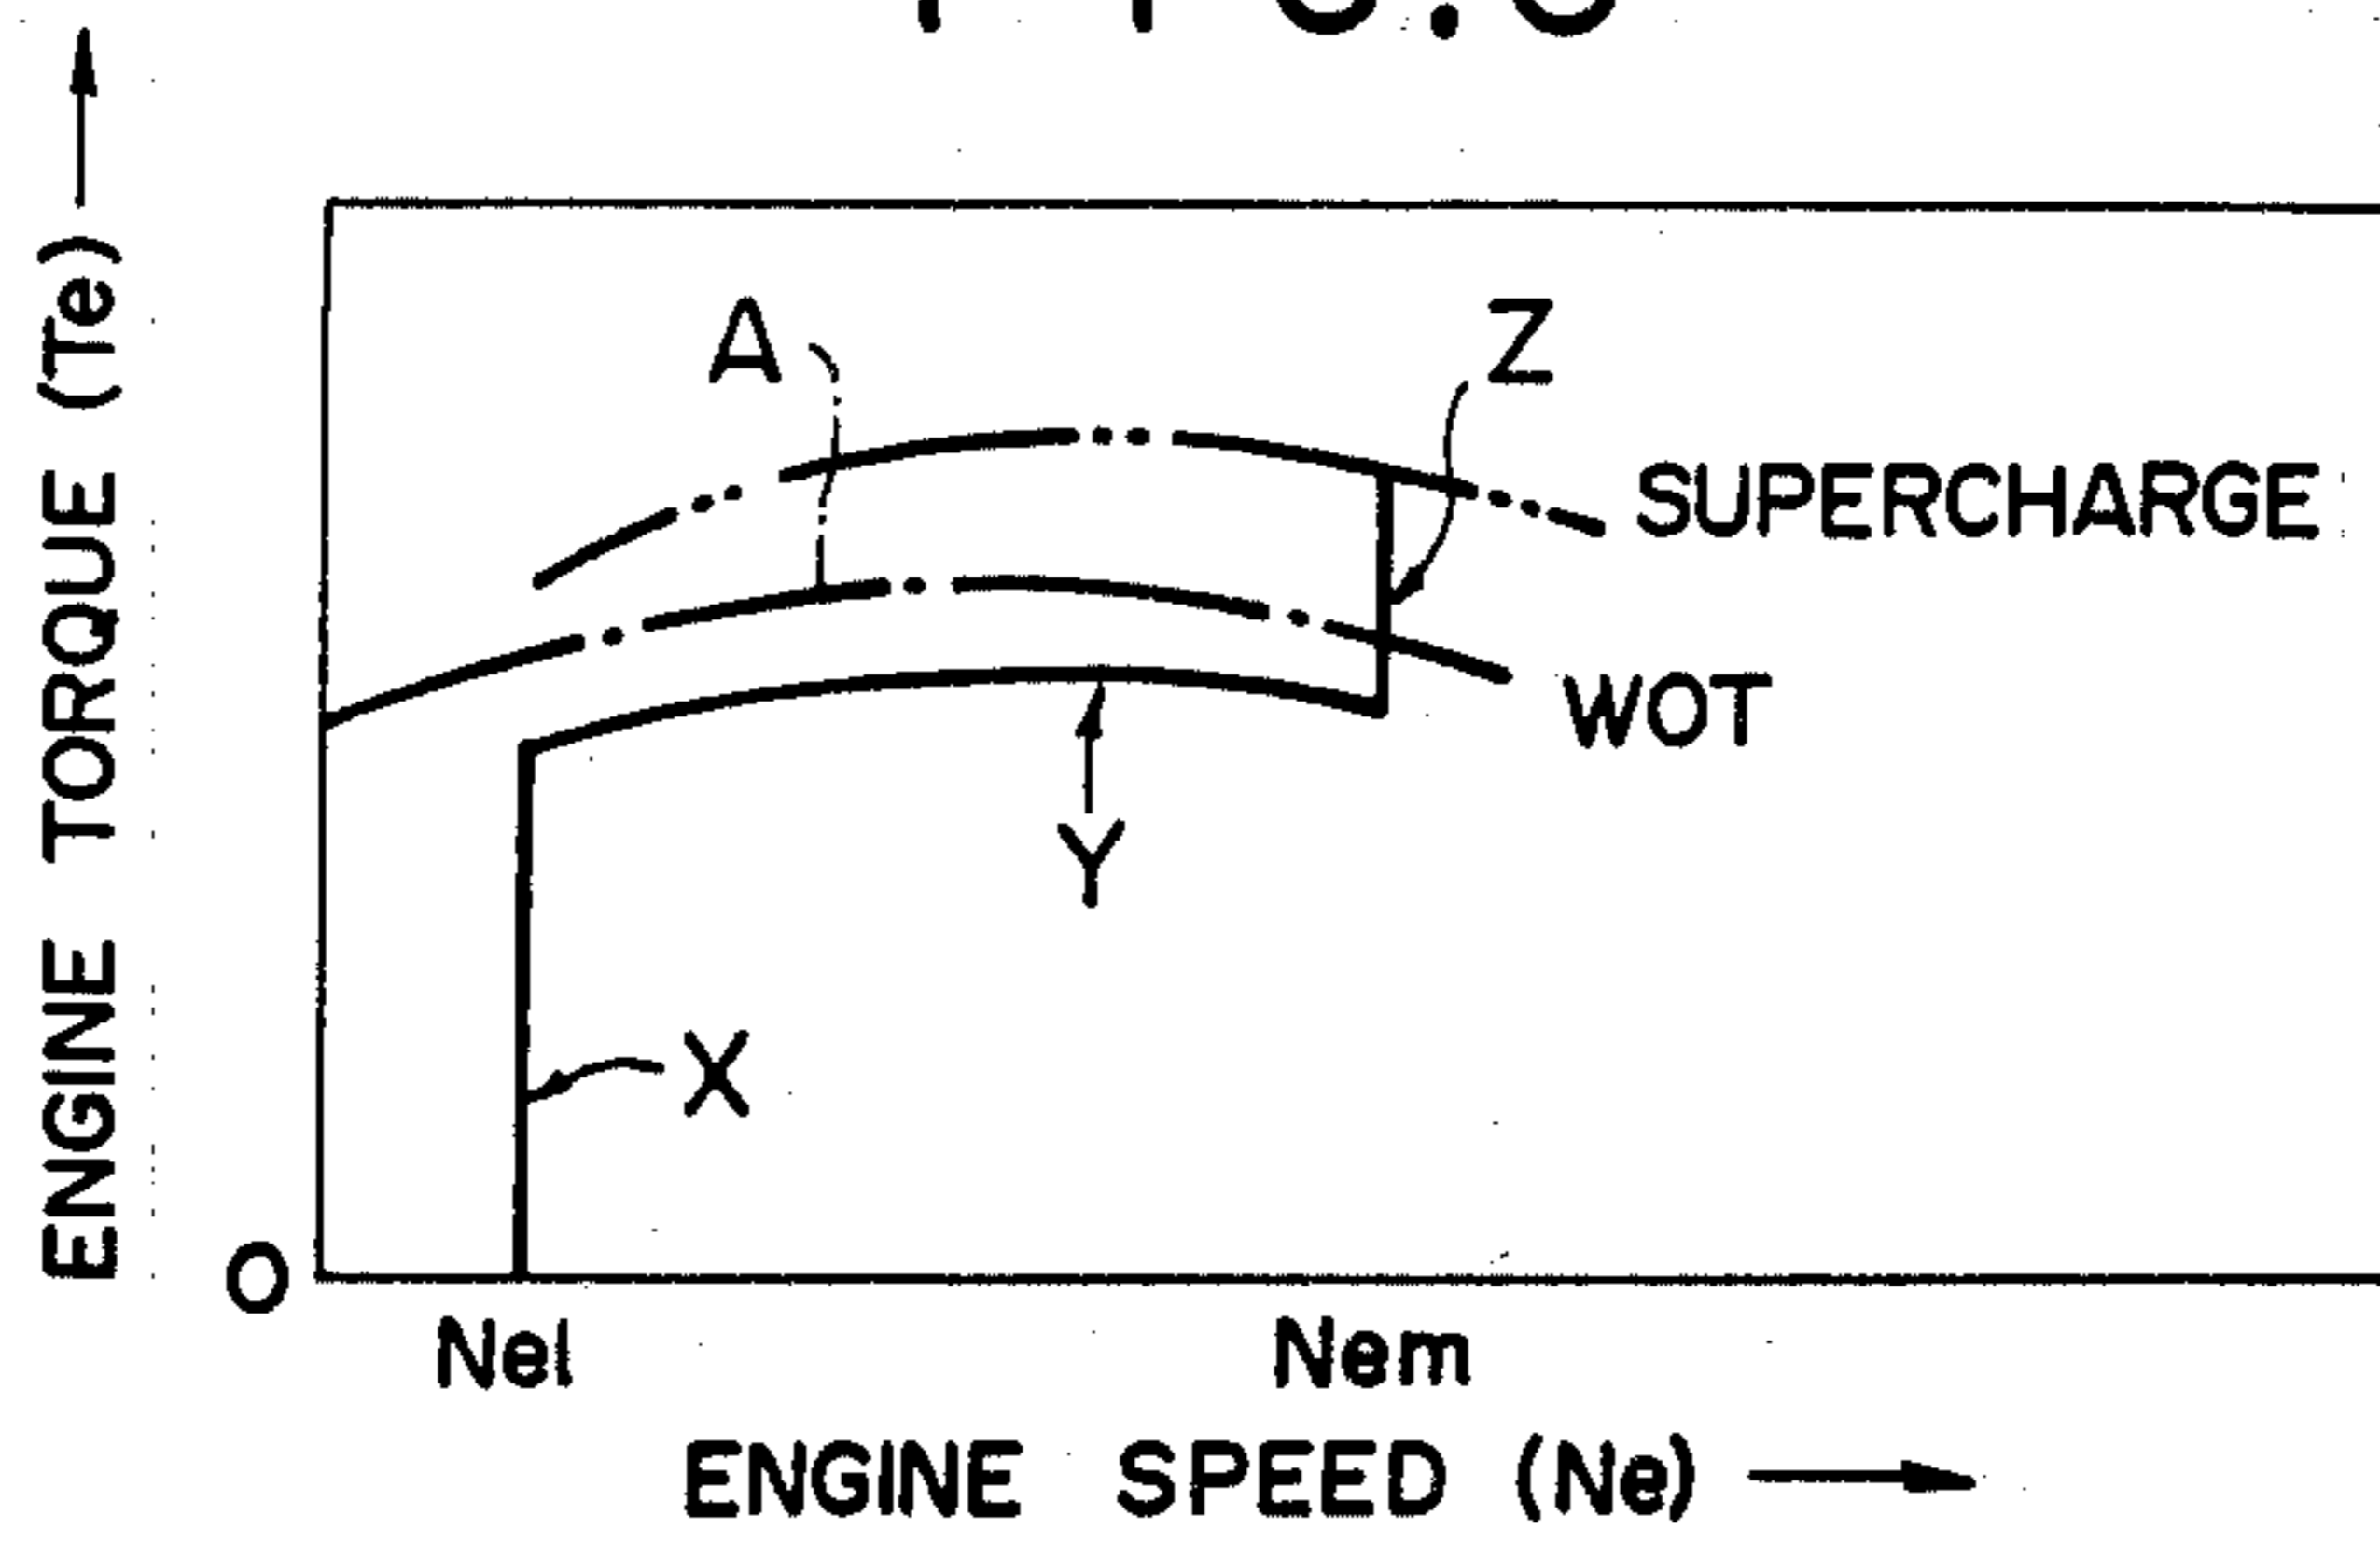 ENGINE TORQUE (Te)
A
Z
SUPERCHARGE
WOT
Y
X
O
Nel
Nem
ENGINE SPEED (Ne)